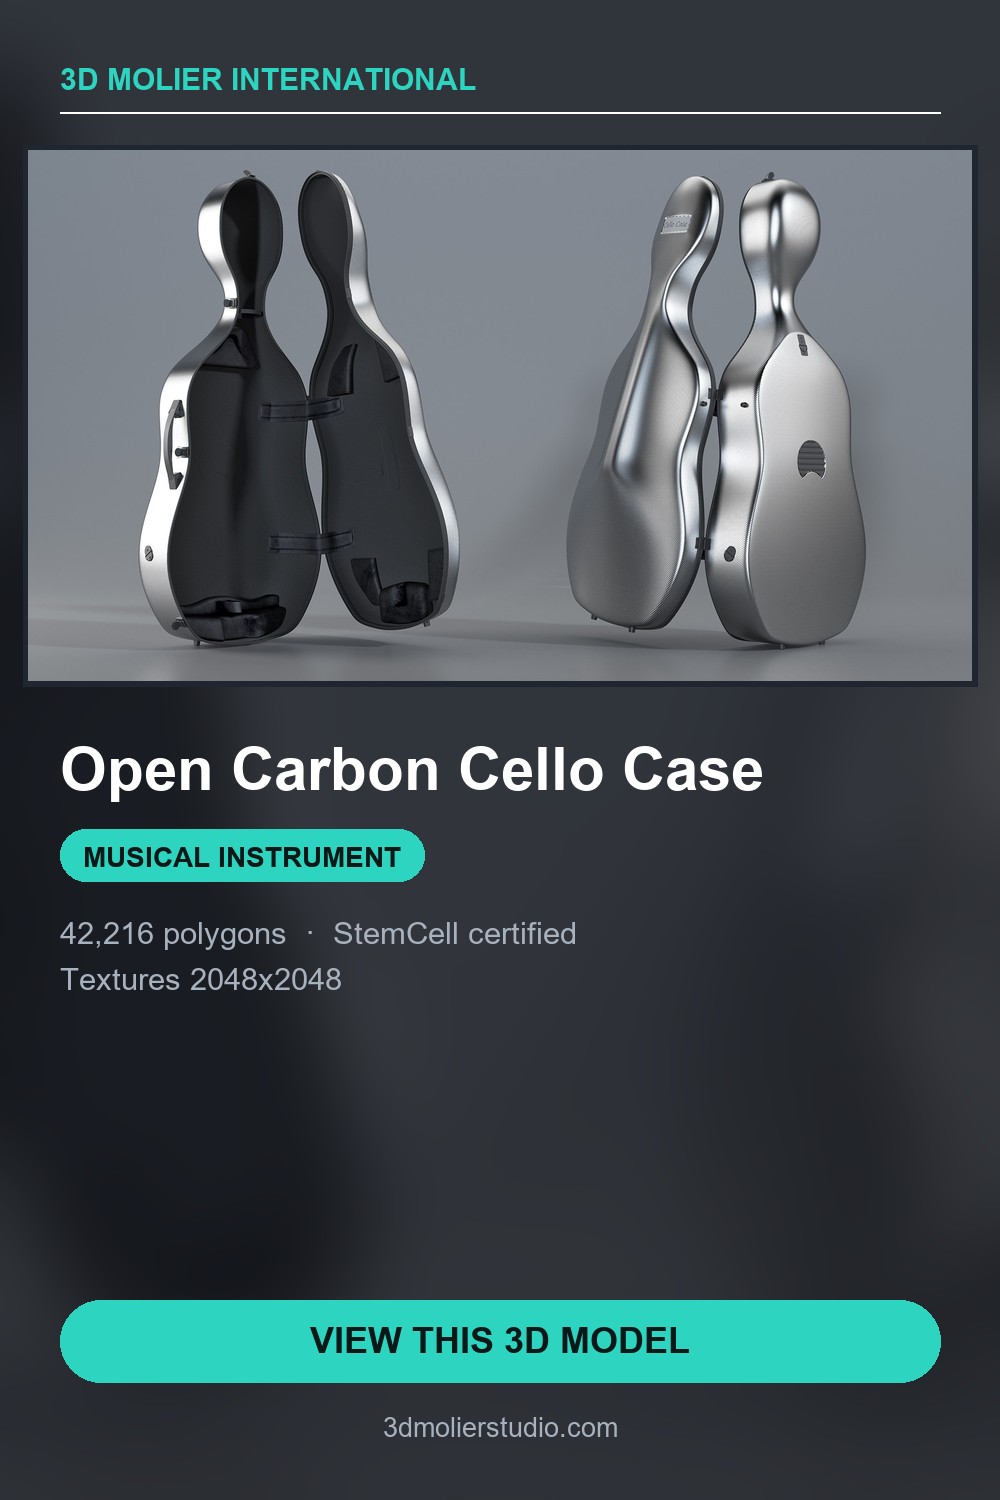 3D MOLIER INTERNATIONAL
Open Carbon Cello Case
MUSICAL INSTRUMENT
42,216 polygons · StemCell certified
Textures 2048x2048
VIEW THIS 3D MODEL
3dmolierstudio.com